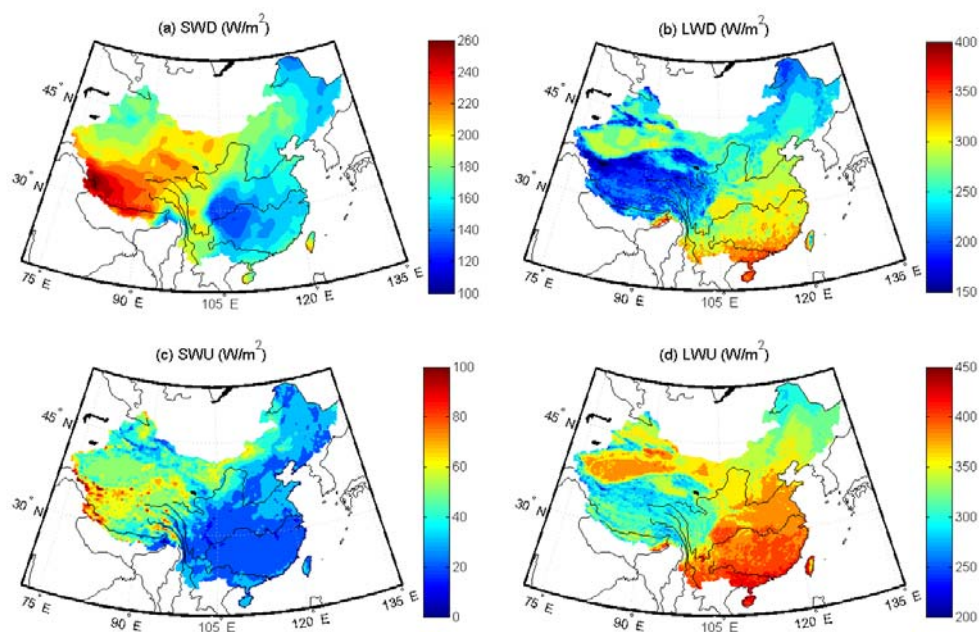 (a) SWD (W/m²)
260
240
220
200
180
160
140
120
100
45° N
30° N
75° E
90° E
105° E
120° E
135° E
(b) LWD (W/m²)
400
350
300
250
200
150
45° N
30° N
75° E
90° E
105° E
120° E
135° E
(c) SWU (W/m²)
100
80
60
40
20
0
45° N
30° N
75° E
90° E
105° E
120° E
135° E
(d) LWU (W/m²)
450
400
350
300
250
200
45° N
30° N
75° E
90° E
105° E
120° E
135° E